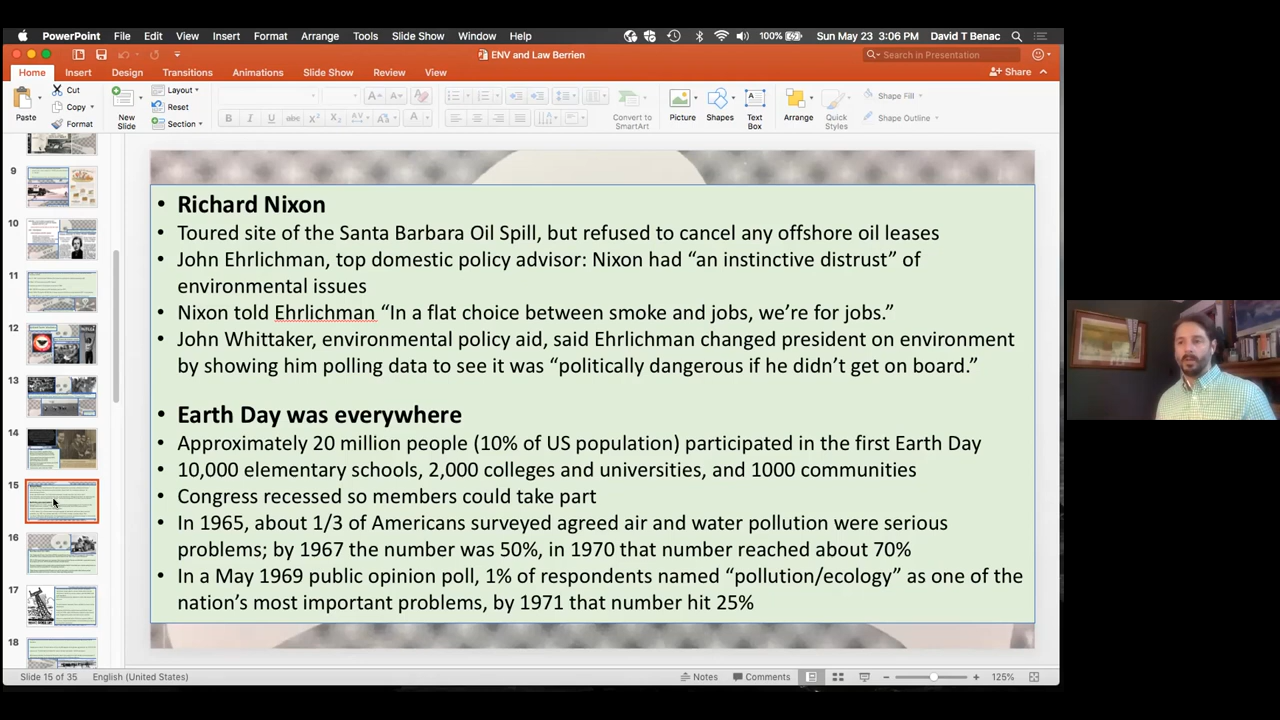 PowerPoint File Edit View Insert Format Arrange Tools Slide Show Window Help 100% Sun May 23 3:06 PM David T Benac
ENV and Law Berrien
Search in Presentation
Home Insert Design Transitions Animations Slide Show Review View
Share
Paste
Cut
Copy
Format
New Slide
Layout
Reset
Section
B I U abc X² X₂ AV Aa A
Convert to SmartArt
Picture
Shapes
Text Box
Arrange
Quick Styles
Shape Fill
Shape Outline
9
10
11
12
13
14
15
16
17
18
• Richard Nixon
• Toured site of the Santa Barbara Oil Spill, but refused to cancel any offshore oil leases
• John Ehrlichman, top domestic policy advisor: Nixon had “an instinctive distrust” of
environmental issues
• Nixon told Ehrlichman “In a flat choice between smoke and jobs, we’re for jobs.”
• John Whittaker, environmental policy aid, said Ehrlichman changed president on environment
by showing him polling data to see it was “politically dangerous if he didn’t get on board.”
• Earth Day was everywhere
• Approximately 20 million people (10% of US population) participated in the first Earth Day
• 10,000 elementary schools, 2,000 colleges and universities, and 1000 communities
• Congress recessed so members could take part
• In 1965, about 1/3 of Americans surveyed agreed air and water pollution were serious
problems; by 1967 the number was 50%, in 1970 that number reached about 70%
• In a May 1969 public opinion poll, 1% of respondents named “pollution/ecology” as one of the
nation’s most important problems, by 1971 that number hit 25%
Slide 15 of 35 English (United States) Notes Comments 125%